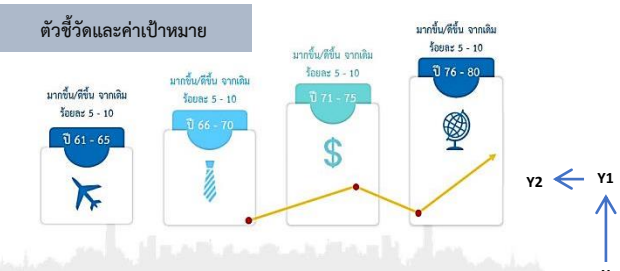 ตัวชี้วัดและค่าเป้าหมาย
มากขึ้น/ดีขึ้น จากเดิม
ร้อยละ 5 - 10
ปี 61 - 65
มากขึ้น/ดีขึ้น จากเดิม
ร้อยละ 5 - 10
ปี 66 - 70
มากขึ้น/ดีขึ้น จากเดิม
ร้อยละ 5 - 10
ปี 71 - 75
$
มากขึ้น/ดีขึ้น จากเดิม
ร้อยละ 5 - 10
ปี 76 - 80
Y2
Y1